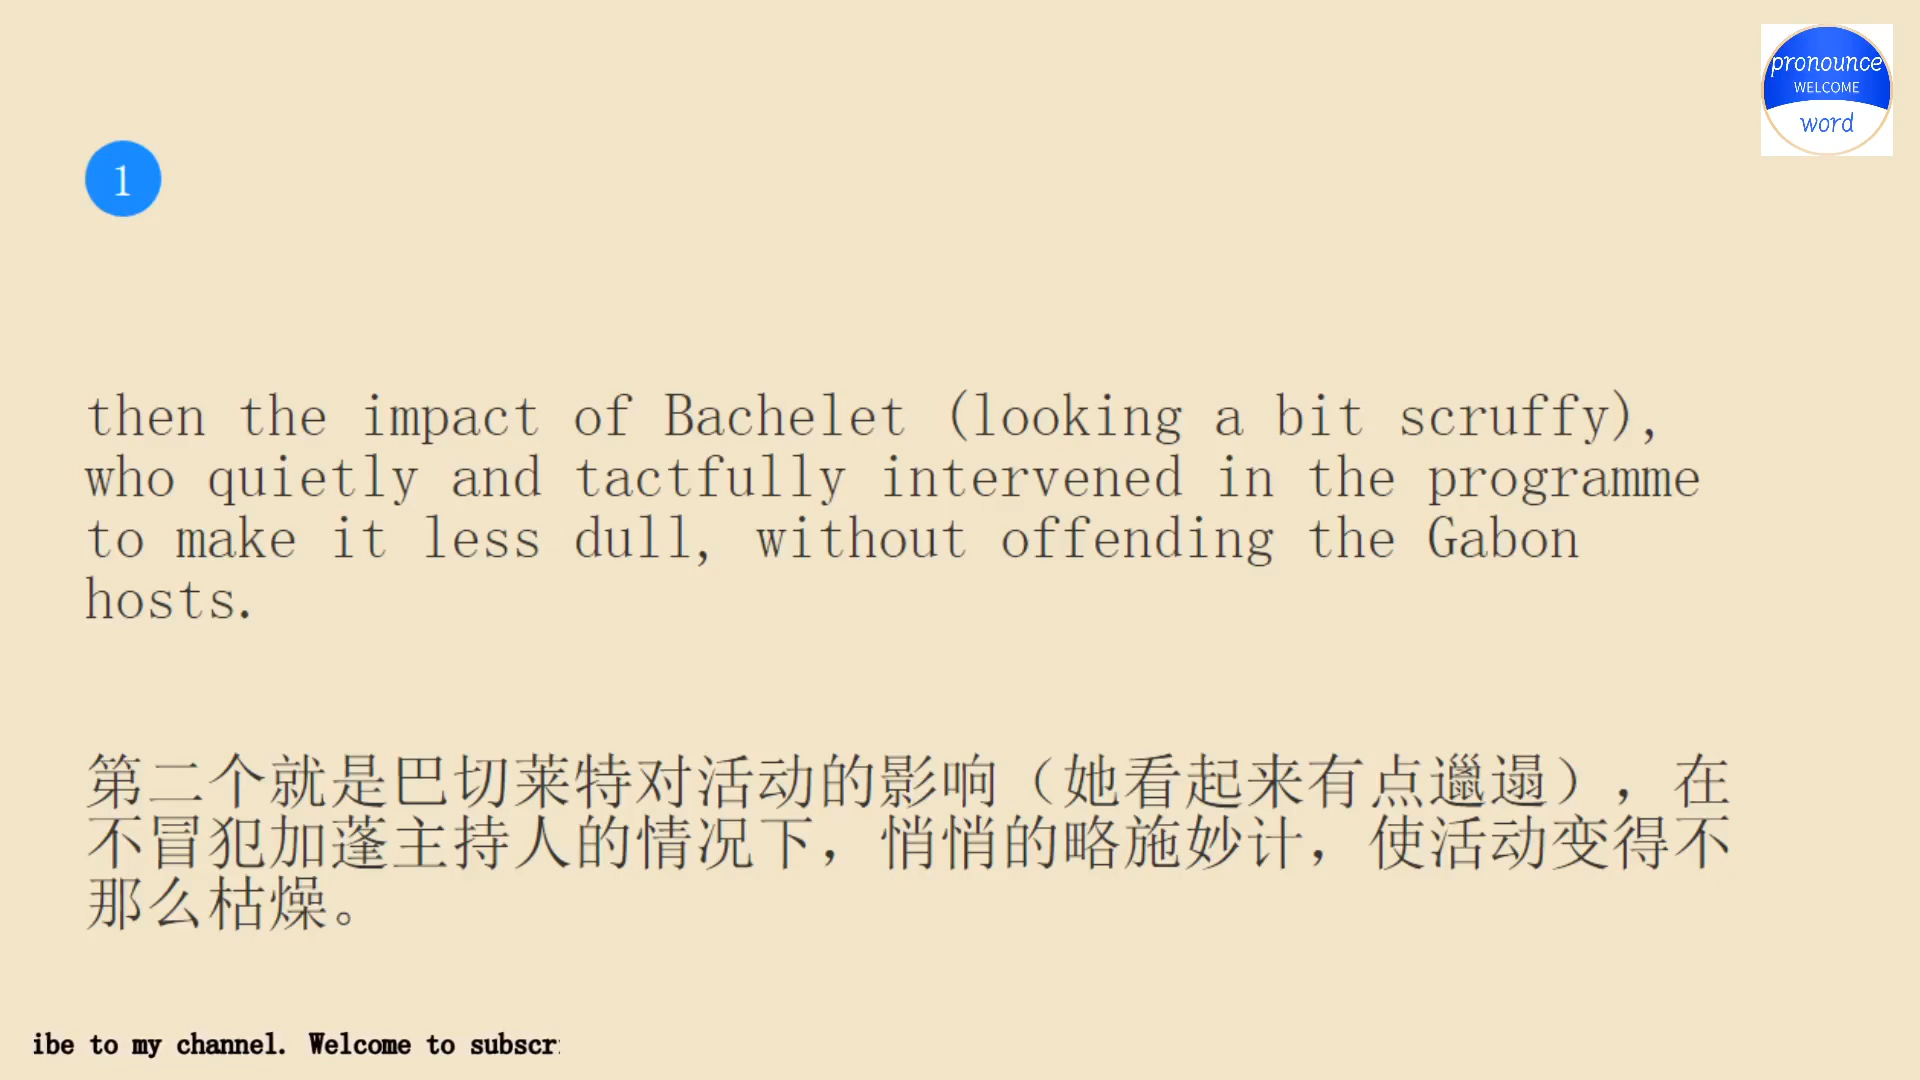 pronounce
WELCOME
word
1
then the impact of Bachelet (looking a bit scruffy),
who quietly and tactfully intervened in the programme
to make it less dull, without offending the Gabon
hosts.
第二个就是巴切莱特对活动的影响（她看起来有点邋遢），在
不冒犯加蓬主持人的情况下，悄悄的略施妙计，使活动变得不
那么枯燥。
ibe to my channel. Welcome to subscr